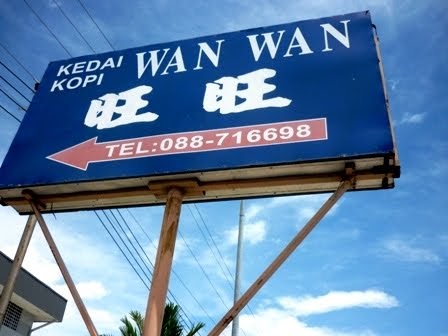 KEDAI KOPI WAN WAN
旺 旺
TEL:088-716698